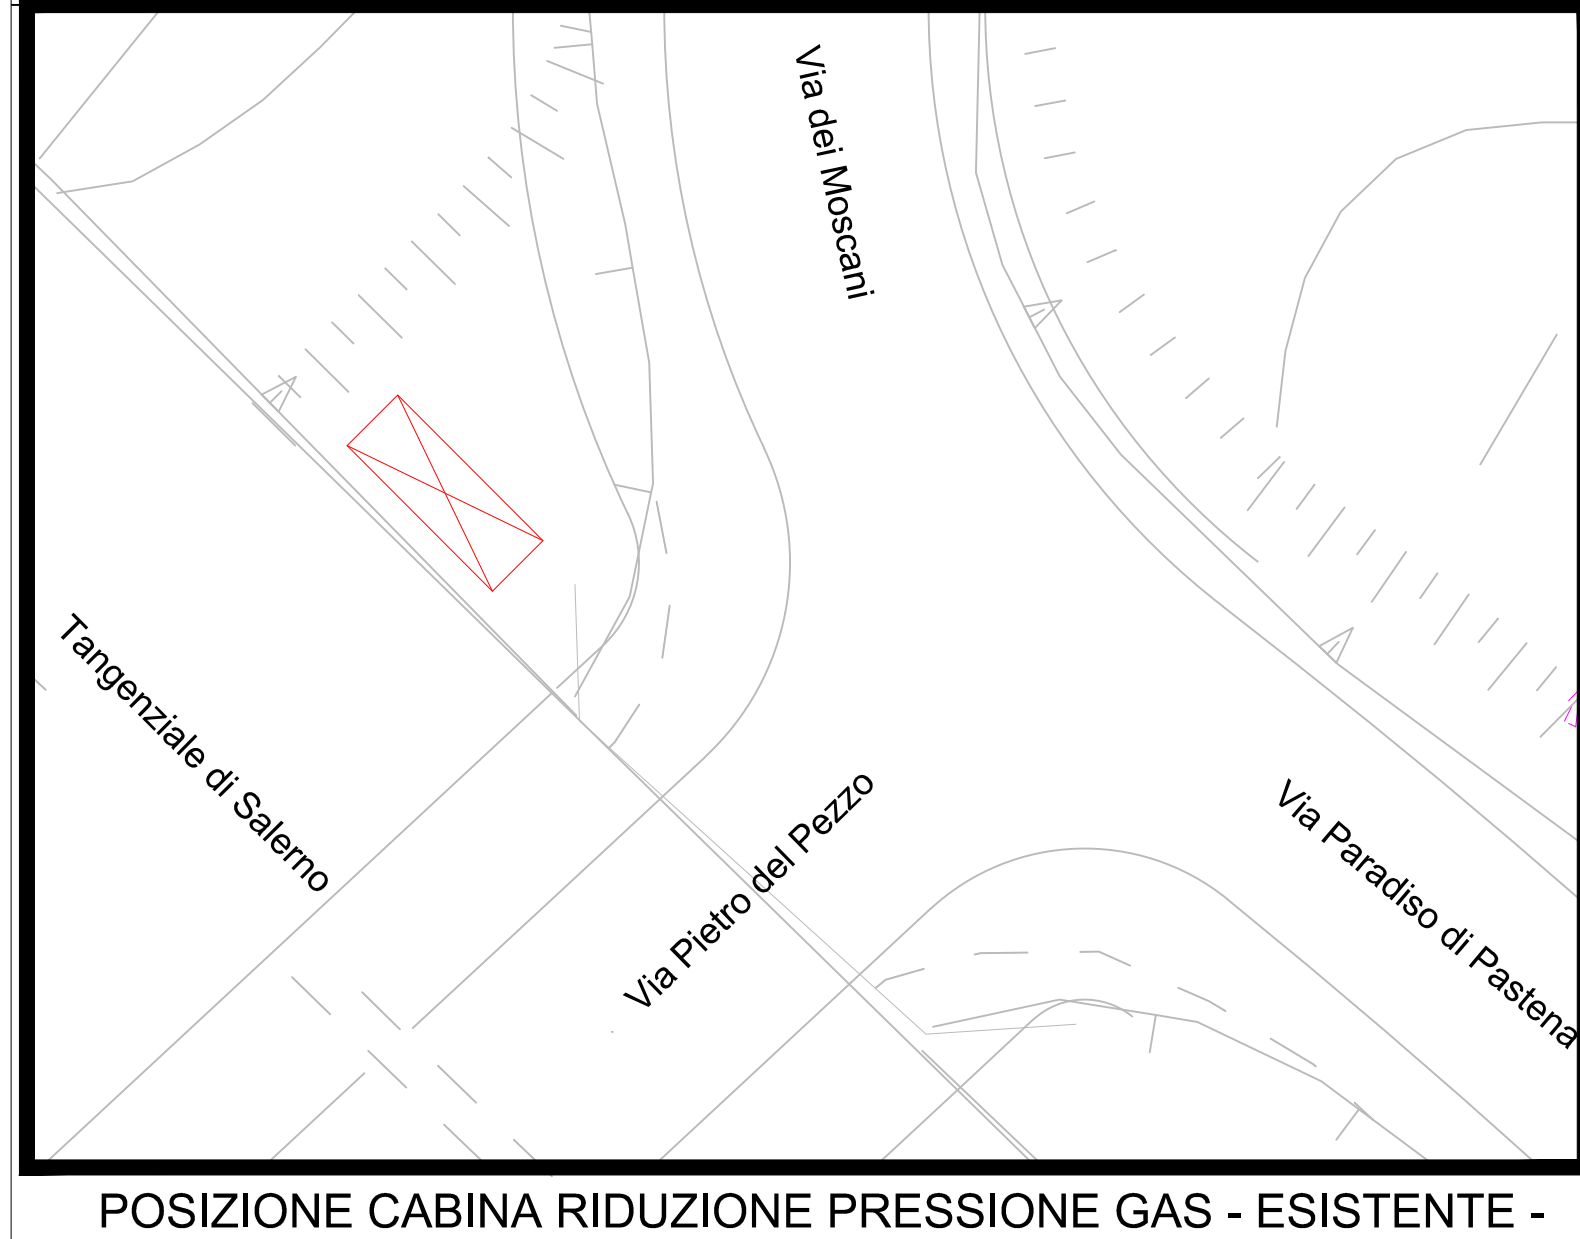 Via dei Moscani
Tangenziale di Salerno
Via Pietro del Pezzo
Via Paradiso di Pastena
POSIZIONE CABINA RIDUZIONE PRESSIONE GAS - ESISTENTE -